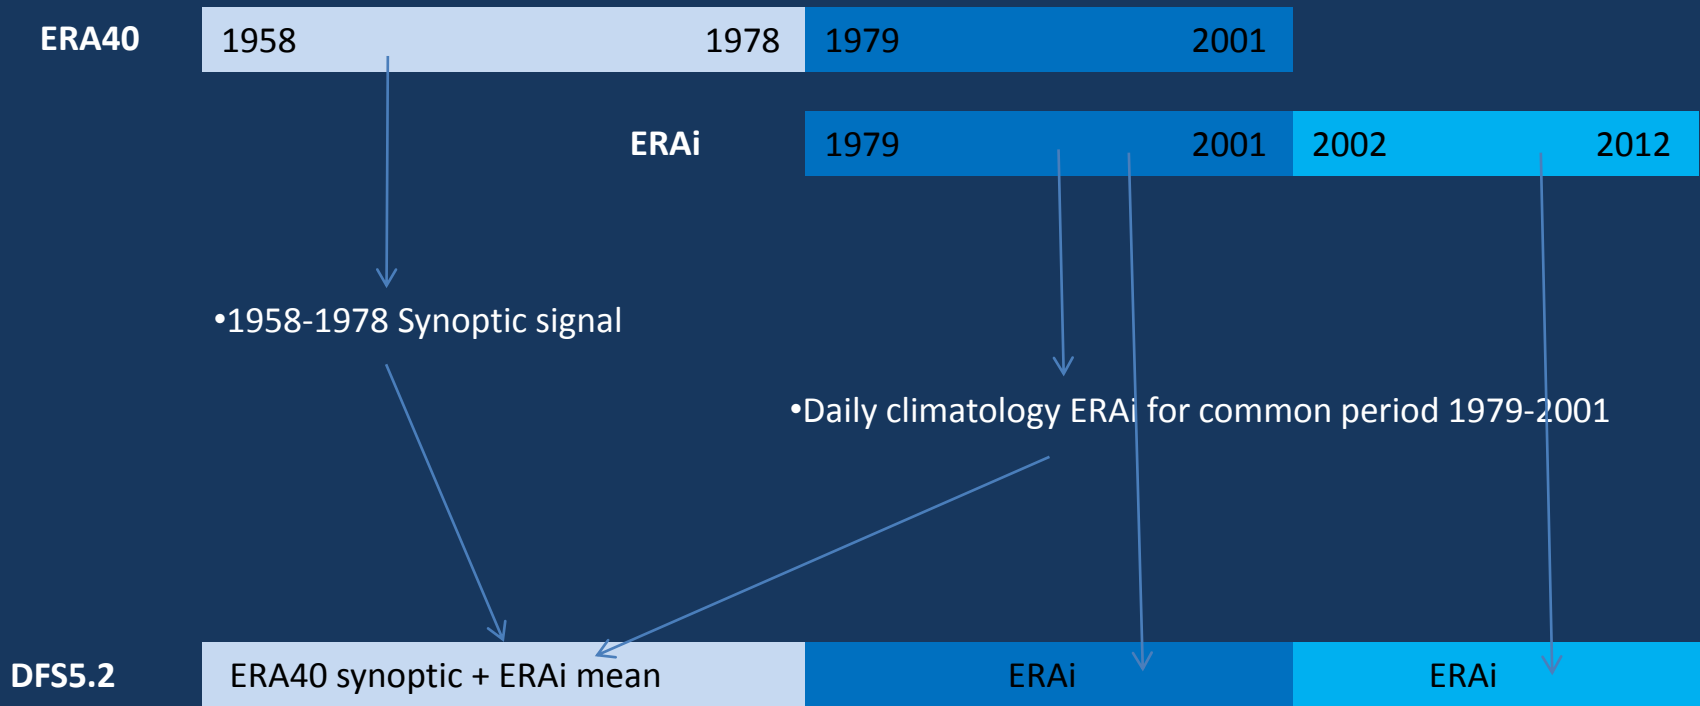 ERA40 1958 1978 1979 2001
ERAi 1979 2001 2002 2012
•1958-1978 Synoptic signal
•Daily climatology ERAi for common period 1979-2001
DFS5.2 ERA40 synoptic + ERAi mean ERAi ERAi